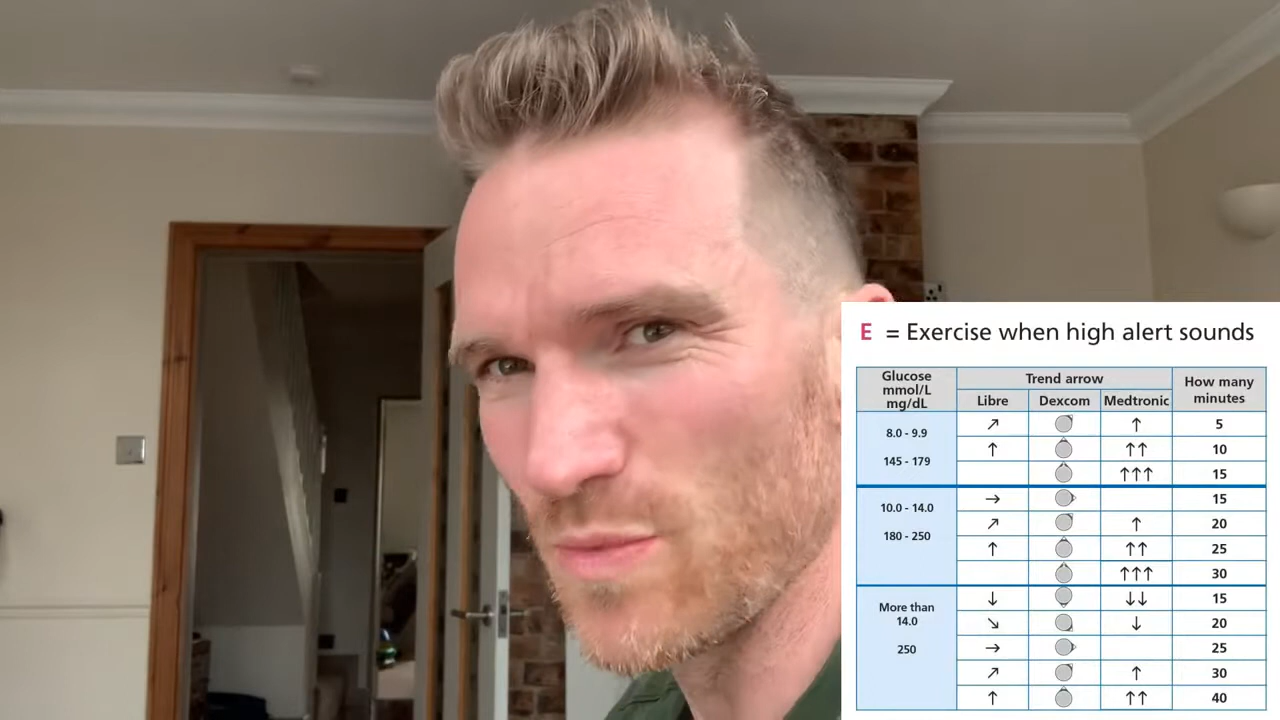 E = Exercise when high alert sounds
Glucose mmol/L mg/dL Trend arrow How many minutes
Libre Dexcom Medtronic
8.0 - 9.9
145 - 179
↗ ↑ 5
↑ ↑↑ 10
↑↑↑ 15
10.0 - 14.0
180 - 250
→ 15
↗ ↑ 20
↑ ↑↑ 25
↑↑↑ 30
More than
14.0
250
↓ ↓↓ 15
↘ ↓ 20
→ 25
↗ ↑ 30
↑ ↑↑ 40